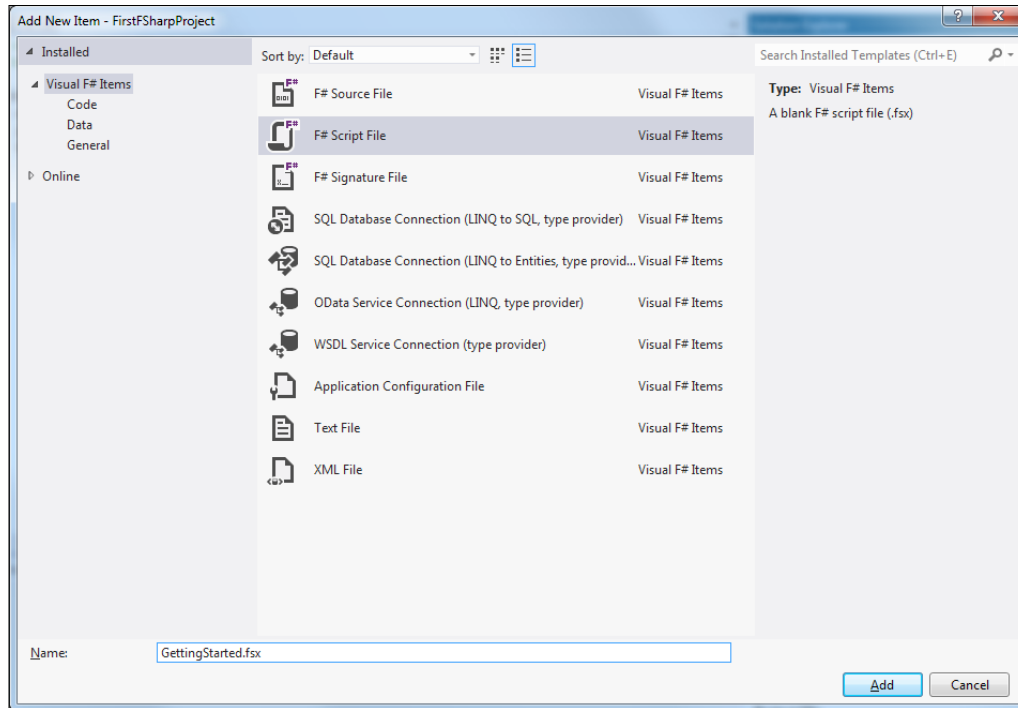 Add New Item - FirstFSharpProject
Installed
Sort by: Default
Search Installed Templates (Ctrl+E)
Visual F# Items
Code
Data
General
Online
F# Source File Visual F# Items
F# Script File Visual F# Items
F# Signature File Visual F# Items
SQL Database Connection (LINQ to SQL, type provider) Visual F# Items
SQL Database Connection (LINQ to Entities, type provid... Visual F# Items
OData Service Connection (LINQ, type provider) Visual F# Items
WSDL Service Connection (type provider) Visual F# Items
Application Configuration File Visual F# Items
Text File Visual F# Items
XML File Visual F# Items
Type: Visual F# Items
A blank F# script file (.fsx)
Name: GettingStarted.fsx
Add Cancel